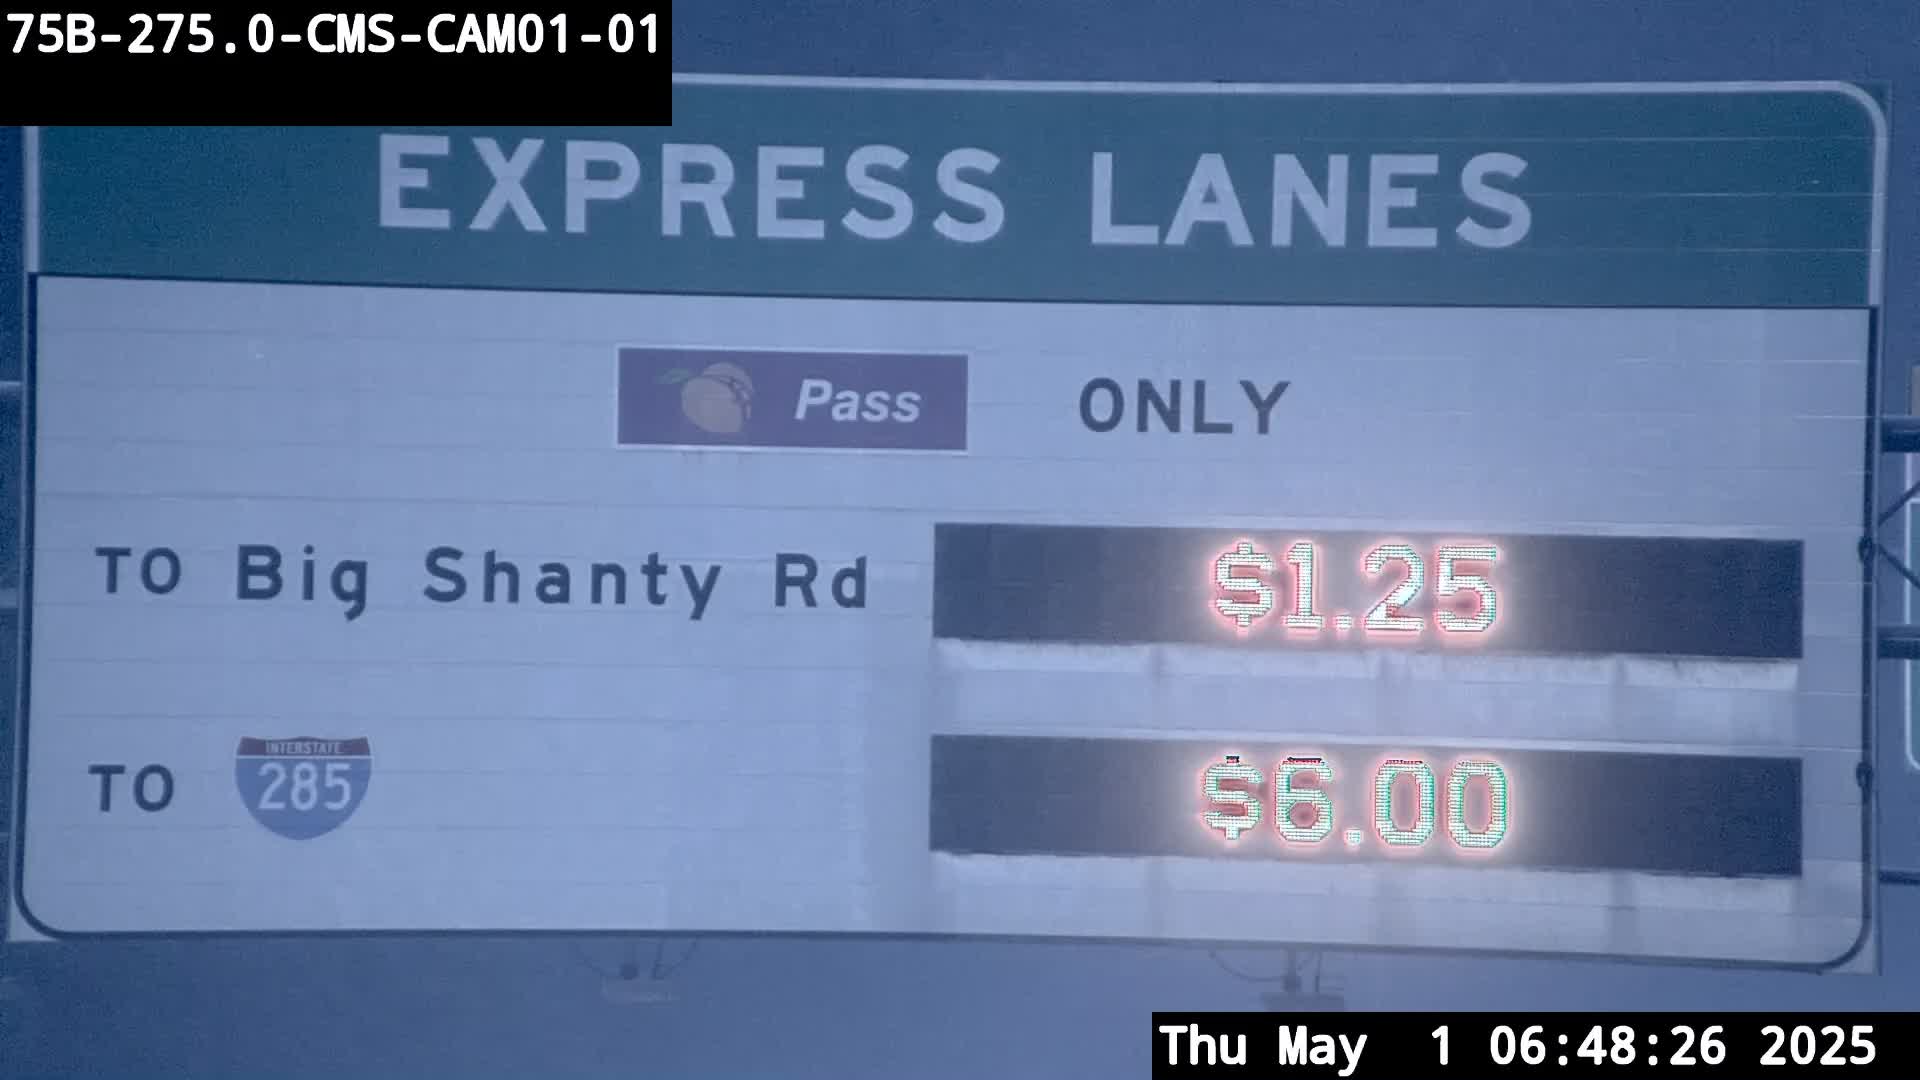 75B-275.0-CMS-CAM01-01
EXPRESS LANES
Pass ONLY
TO Big Shanty Rd $1.25
TO INTERSTATE 285 $6.00
Thu May 1 06:48:26 2025